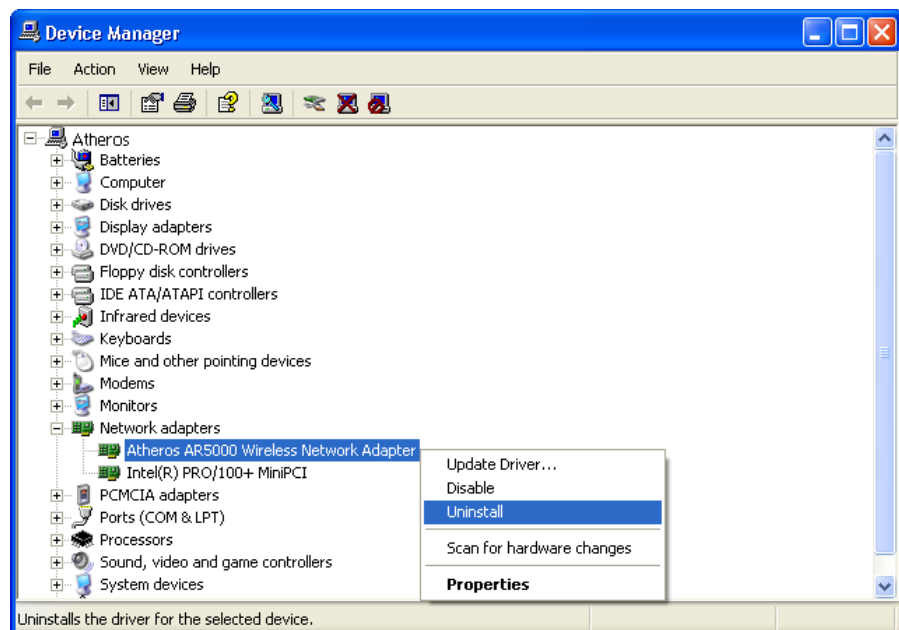 Device Manager
File Action View Help
Atheros
Batteries
Computer
Disk drives
Display adapters
DVD/CD-ROM drives
Floppy disk controllers
IDE ATA/ATAPI controllers
Infrared devices
Keyboards
Mice and other pointing devices
Modems
Monitors
Network adapters
Atheros AR5000 Wireless Network Adapter
Intel(R) PRO/100+ MiniPCI
PCMCIA adapters
Ports (COM & LPT)
Processors
Sound, video and game controllers
System devices
Update Driver...
Disable
Uninstall
Scan for hardware changes
Properties
Uninstalls the driver for the selected device.